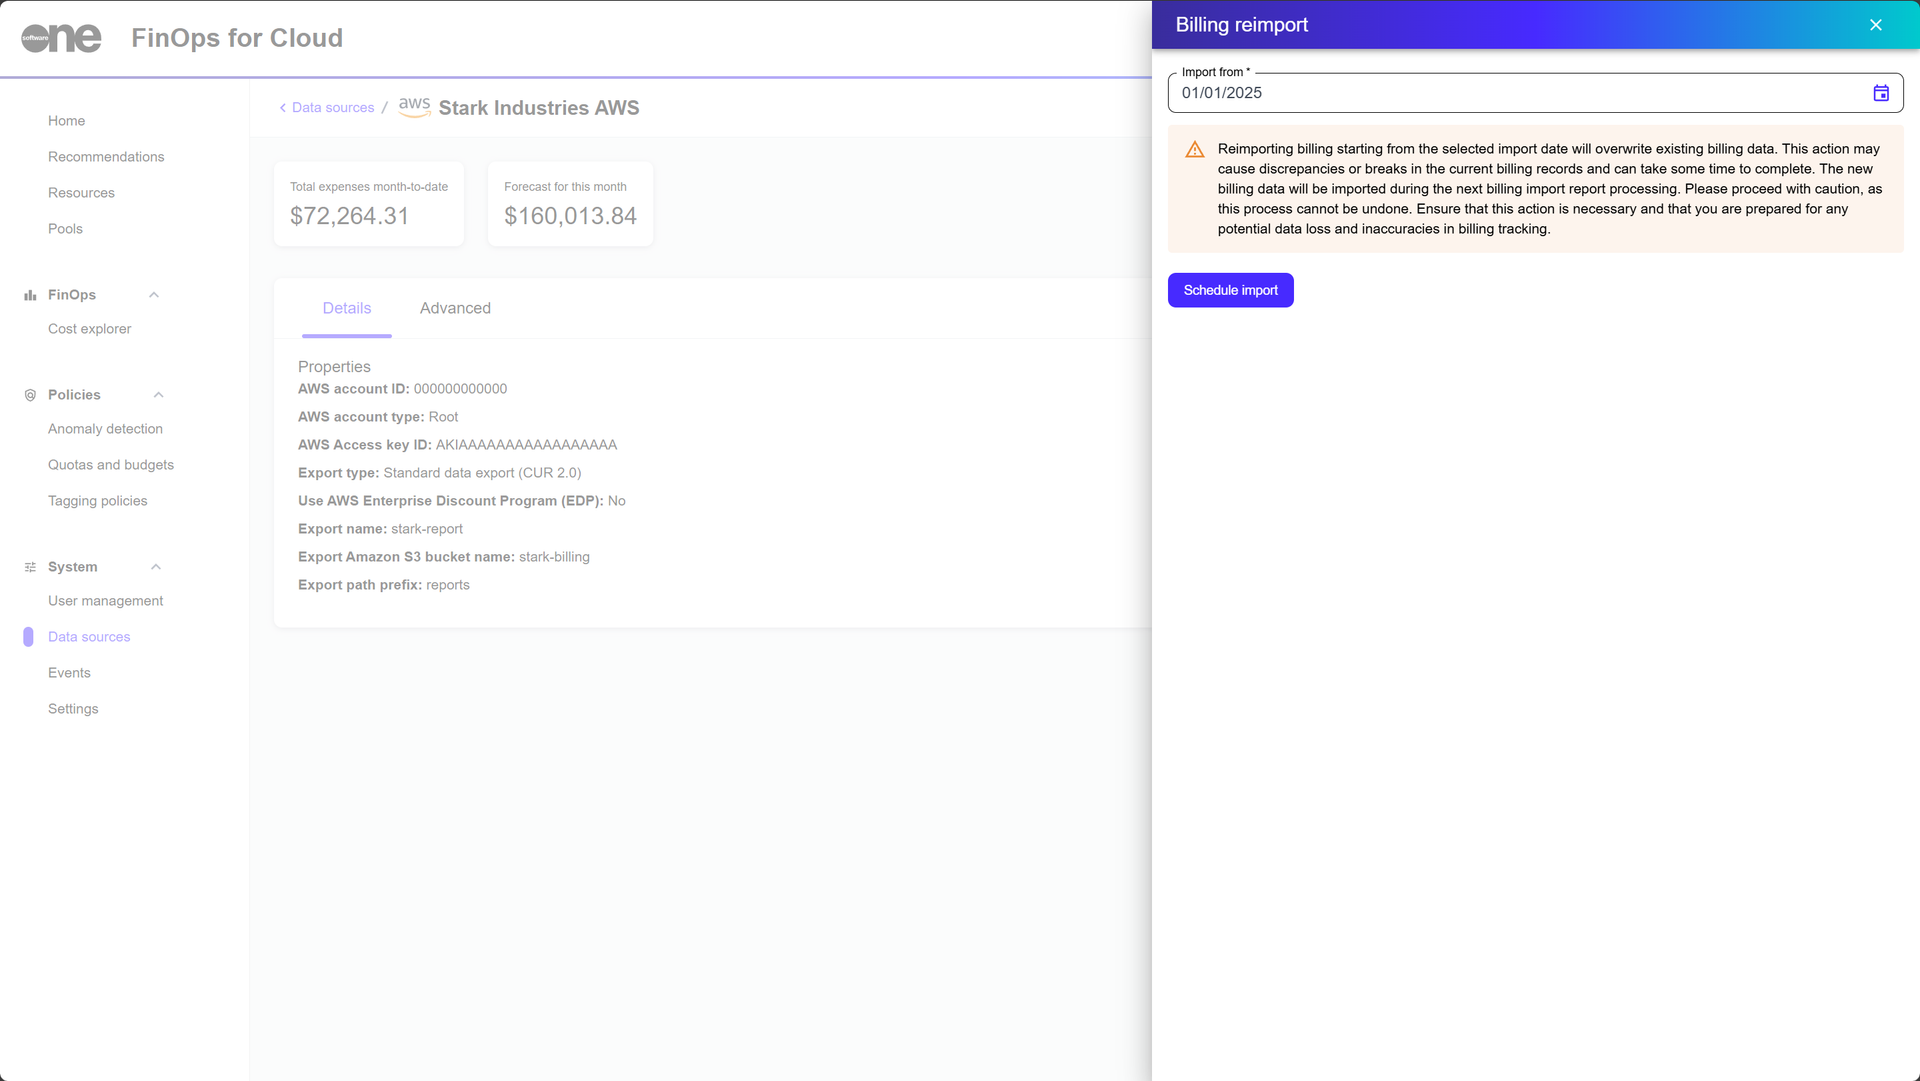 software one
FinOps for Cloud
Home
Recommendations
Resources
Pools
FinOps
Cost explorer
Policies
Anomaly detection
Quotas and budgets
Tagging policies
System
User management
Data sources
Events
Settings
Data sources / aws Stark Industries AWS
Total expenses month-to-date
$72,264.31
Forecast for this month
$160,013.84
Details Advanced
Properties
AWS account ID: 000000000000
AWS account type: Root
AWS Access key ID: AKIAAAAAAAAAAAAAAAAA
Export type: Standard data export (CUR 2.0)
Use AWS Enterprise Discount Program (EDP): No
Export name: stark-report
Export Amazon S3 bucket name: stark-billing
Export path prefix: reports
Billing reimport
Import from *
01/01/2025
Reimporting billing starting from the selected import date will overwrite existing billing data. This action may
cause discrepancies or breaks in the current billing records and can take some time to complete. The new
billing data will be imported during the next billing import report processing. Please proceed with caution, as
this process cannot be undone. Ensure that this action is necessary and that you are prepared for any
potential data loss and inaccuracies in billing tracking.
Schedule import